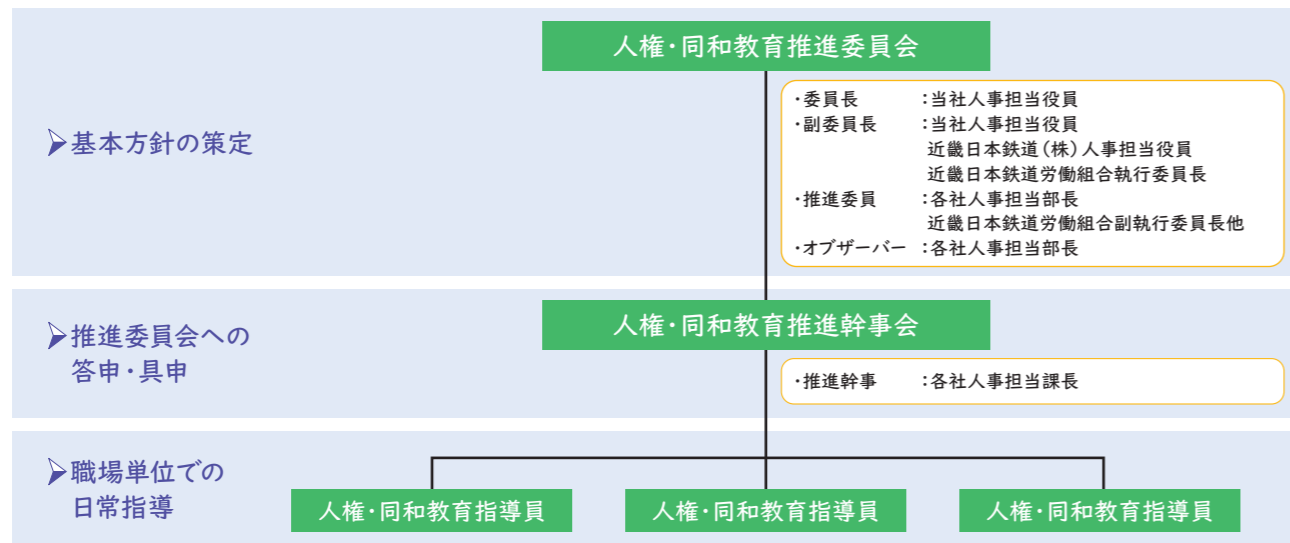 人権・同和教育推進委員会
➢基本方針の策定
・委員長　：当社人事担当役員
・副委員長　：当社人事担当役員
近畿日本鉄道(株)人事担当役員
近畿日本鉄道労働組合執行委員長
・推進委員　：各社人事担当部長
近畿日本鉄道労働組合副執行委員長他
・オブザーバー　：各社人事担当部長
➢推進委員会への
答申・具申
人権・同和教育推進幹事会
・推進幹事　：各社人事担当課長
➢職場単位での
日常指導
人権・同和教育指導員　人権・同和教育指導員　人権・同和教育指導員